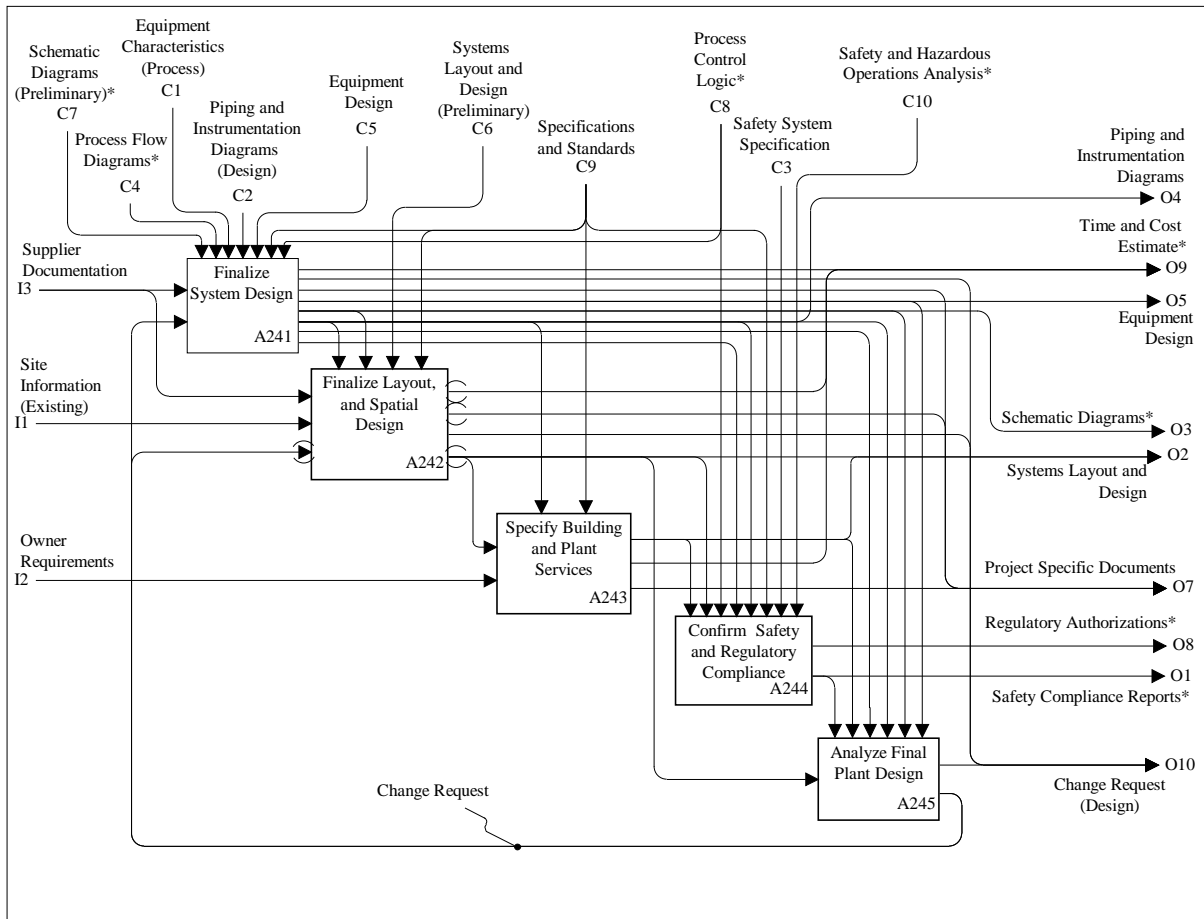 Schematic
Diagrams
(Preliminary)*
C7
Equipment
Characteristics
(Process)
C1
Process Flow
Diagrams*
C4
Piping and
Instrumentation
Diagrams
(Design)
C2
Equipment
Design
C5
Systems
Layout and
Design
(Preliminary)
C6
Specifications
and Standards
C9
Process
Control
Logic*
C8
Safety System
Specification
C3
Safety and Hazardous
Operations Analysis*
C10
Piping and
Instrumentation
Diagrams
O4
Time and Cost
Estimate*
O9
O5
Equipment
Design
Supplier
Documentation
I3
Finalize
System Design
A241
Site
Information
(Existing)
I1
Finalize Layout,
and Spatial
Design
A242
Schematic Diagrams*
O3
O2
Systems Layout and
Design
Owner
Requirements
I2
Specify Building
and Plant
Services
A243
Project Specific Documents
O7
Confirm Safety
and Regulatory
Compliance
A244
Regulatory Authorizations*
O8
O1
Safety Compliance Reports*
Analyze Final
Plant Design
A245
O10
Change Request
(Design)
Change Request